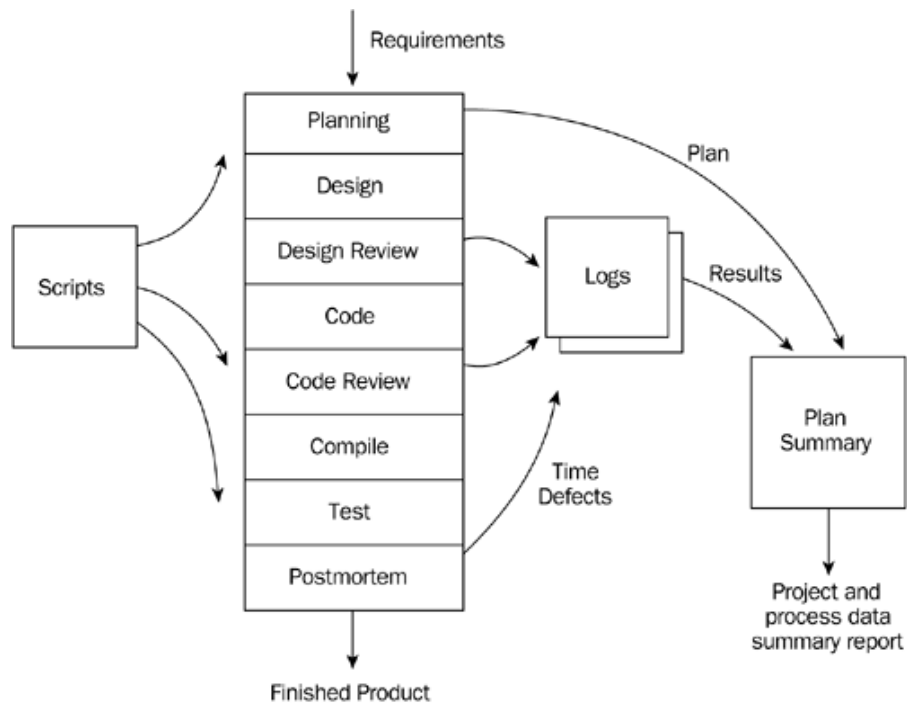 Requirements
Planning
Plan
Design
Design Review
Logs
Results
Scripts
Code
Code Review
Plan
Summary
Compile
Time
Defects
Test
Postmortem
Project and
process data
summary report
Finished Product